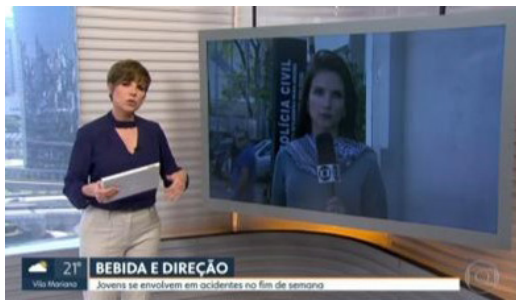 POLÍCIA CIVIL
21°
Vila Mariana
BEBIDA E DIREÇÃO
Jovens se envolvem em acidentes no fim de semana